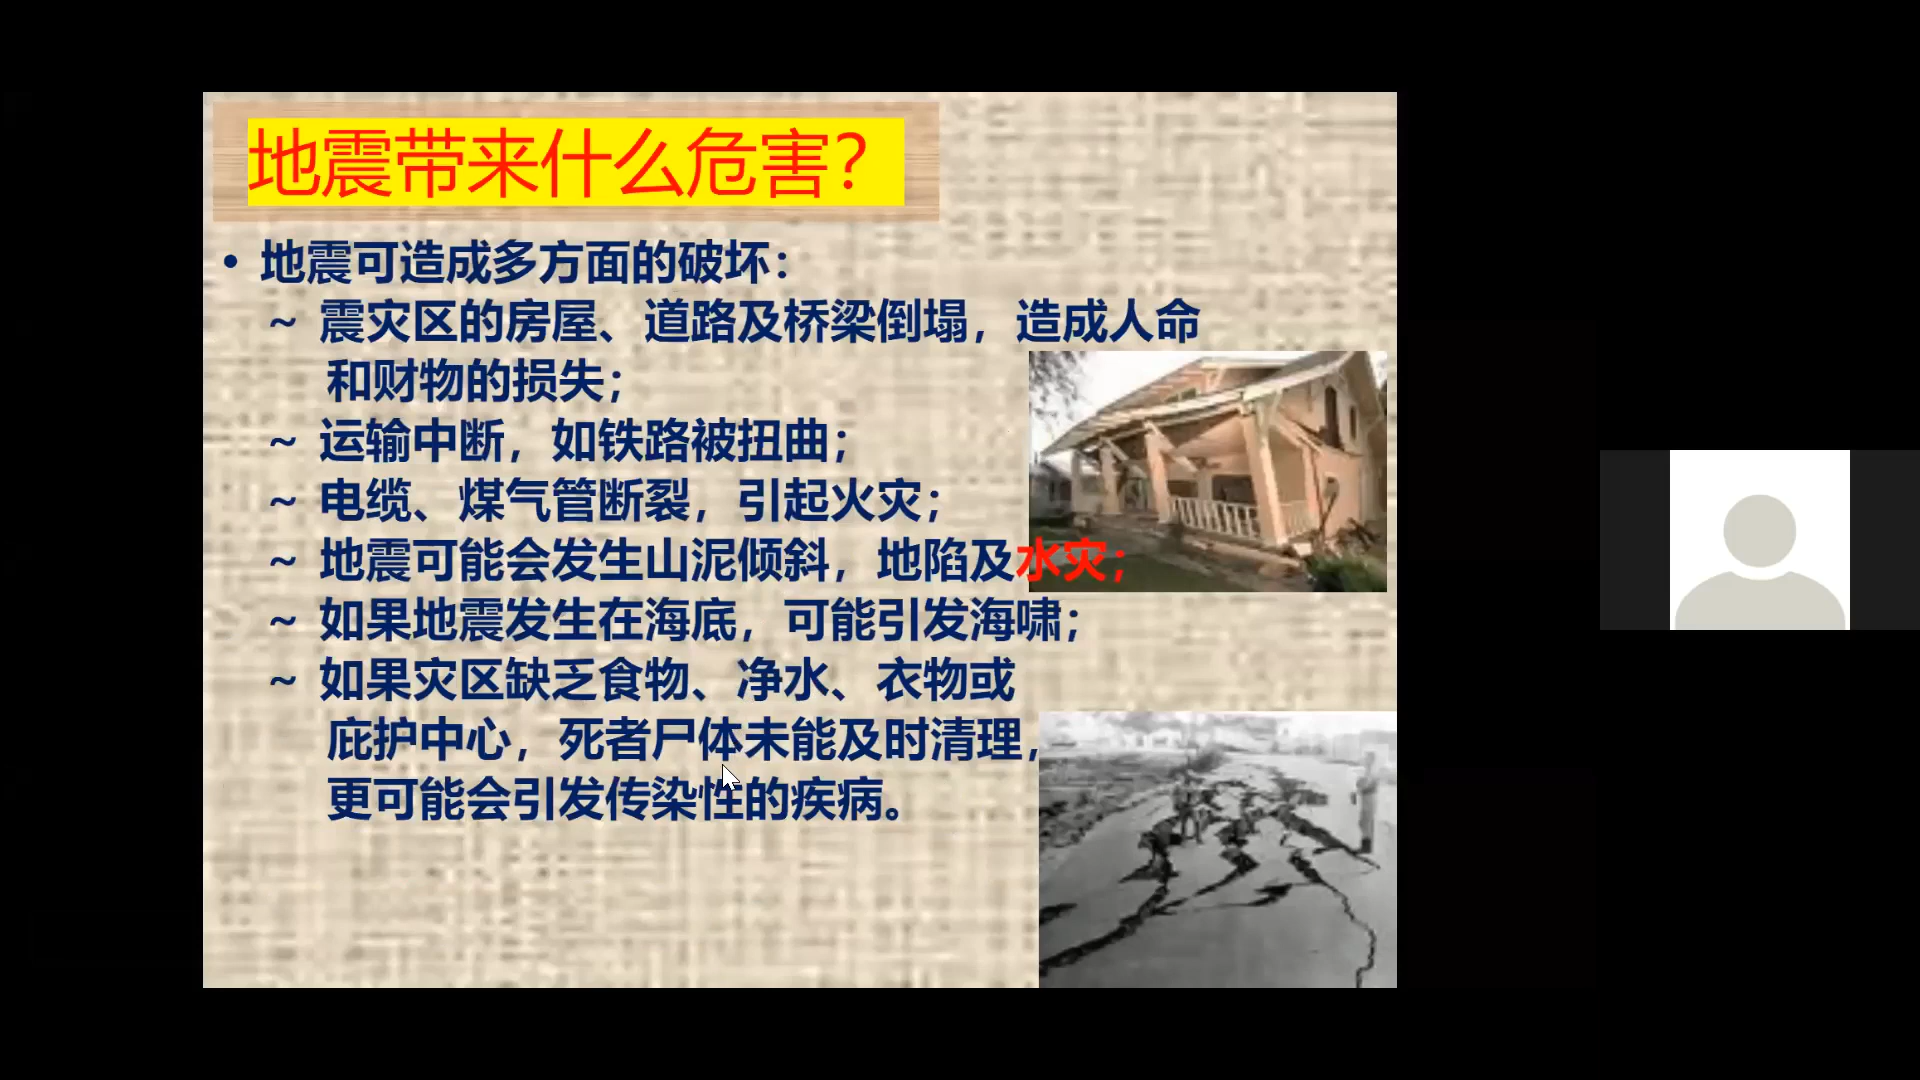 地震带来什么危害？
• 地震可造成多方面的破坏：
~ 震灾区的房屋、道路及桥梁倒塌，造成人命
和财物的损失；
~ 运输中断，如铁路被扭曲；
~ 电缆、煤气管断裂，引起火灾；
~ 地震可能会发生山泥倾斜，地陷及水灾；
~ 如果地震发生在海底，可能引发海啸；
~ 如果灾区缺乏食物、净水、衣物或
庇护中心，死者尸体未能及时清理，
更可能会引发传染性的疾病。